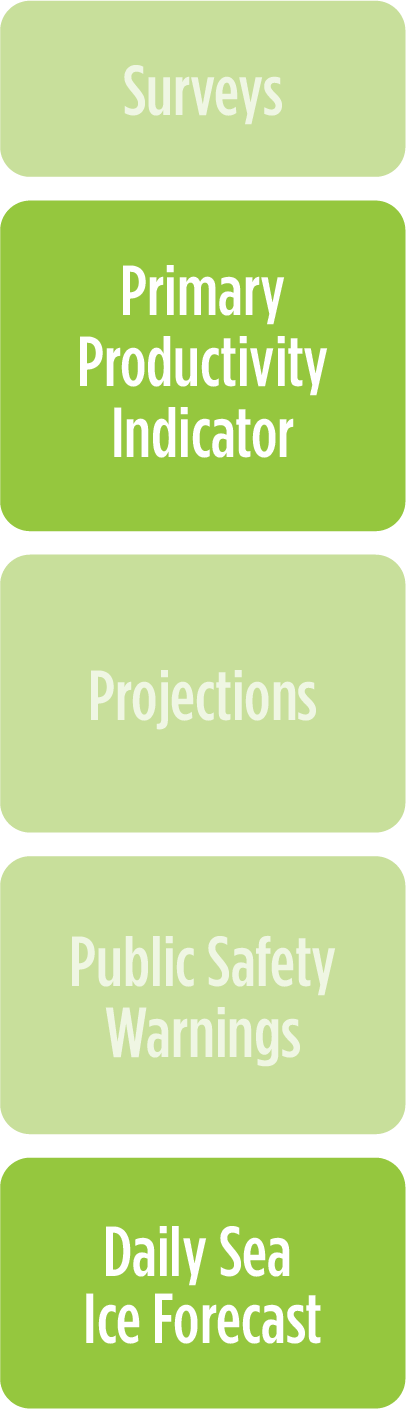 Surveys
Primary
Productivity
Indicator
Projections
Public Safety
Warnings
Daily Sea
Ice Forecast